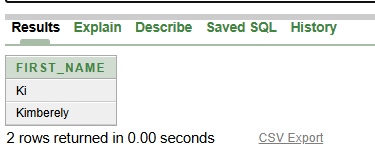 Results Explain Describe Saved SQL History
FIRST_NAME
Ki
Kimberely
2 rows returned in 0.00 seconds CSV Export